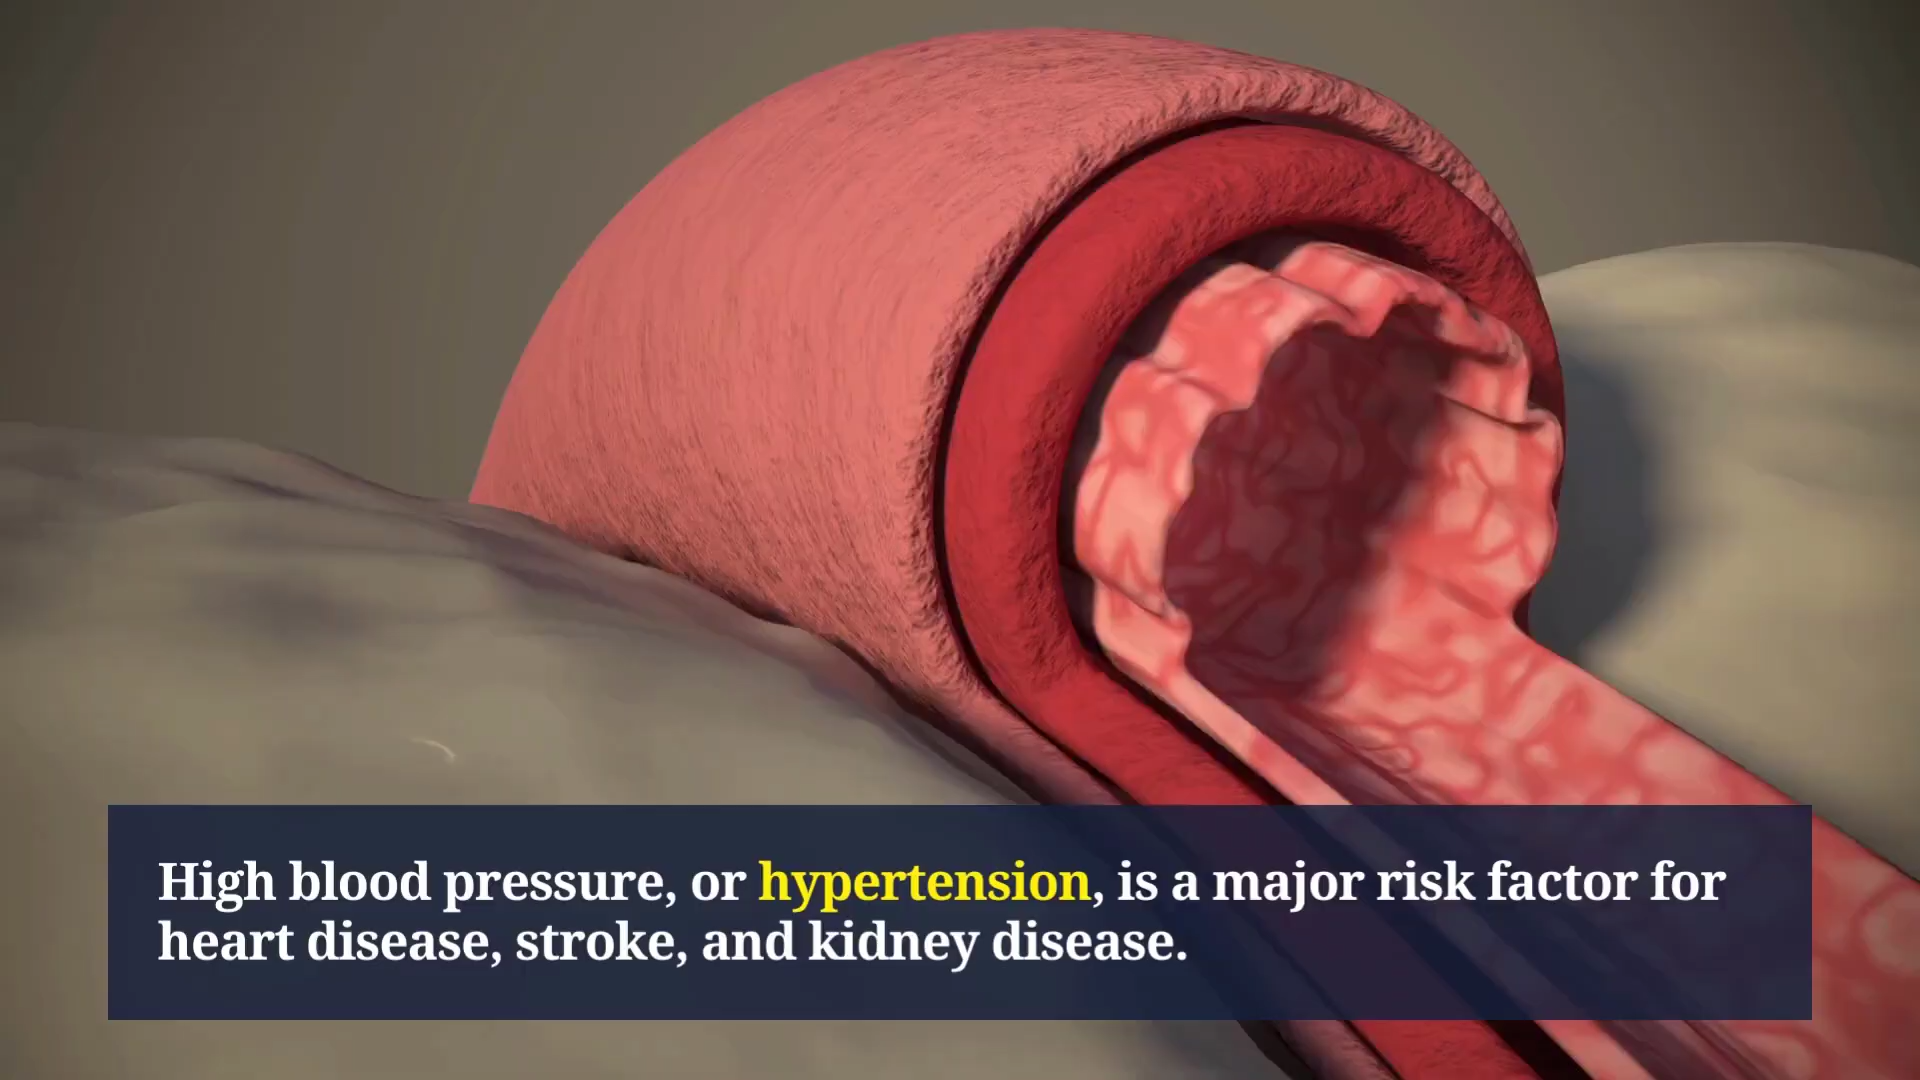 High blood pressure, or hypertension, is a major risk factor for
heart disease, stroke, and kidney disease.